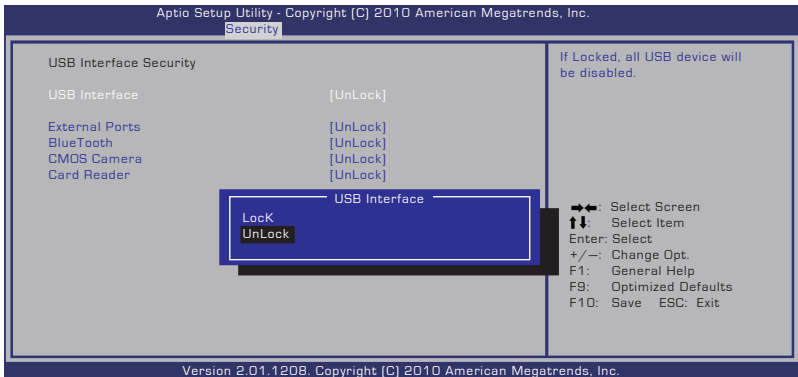 Aptio Setup Utility - Copyright (C) 2010 American Megatrends, Inc.
Security
USB Interface Security
USB Interface [UnLock]
External Ports [UnLock]
BlueTooth [UnLock]
CMOS Camera [UnLock]
Card Reader [UnLock]
USB Interface
LocK
UnLock
If Locked, all USB device will
be disabled.
→←: Select Screen
↑↓: Select Item
Enter: Select
+/—: Change Opt.
F1: General Help
F9: Optimized Defaults
F10: Save ESC: Exit
Version 2.01.1208. Copyright (C) 2010 American Megatrends, Inc.